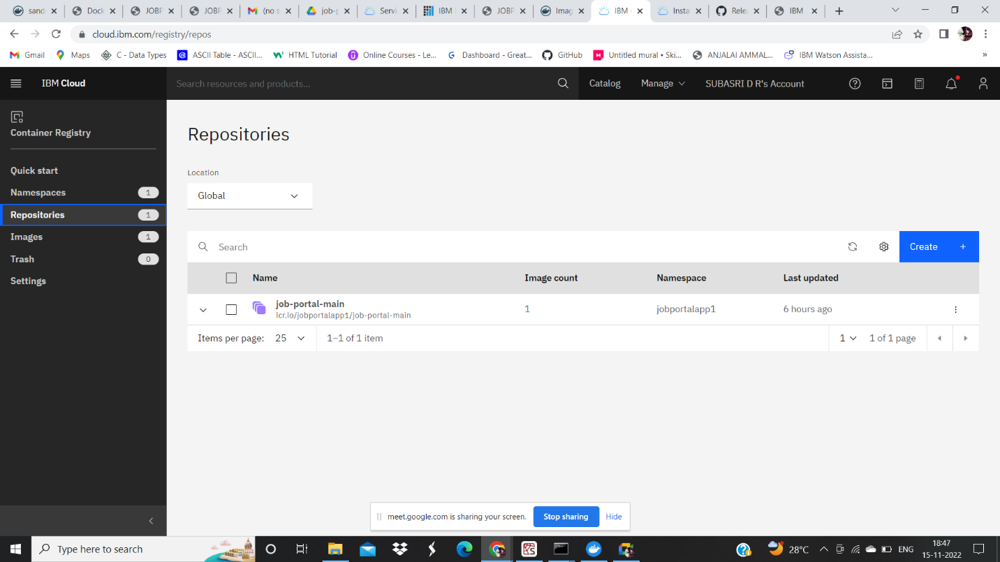 sand
Dock
JOBP
JOBP
(no s
job-p
Servi
IBM
JOBP
Imag
IBM
Insta
Relea
IBM
cloud.ibm.com/registry/repos
Gmail
Maps
C - Data Types
ASCII Table - ASCII...
HTML Tutorial
Online Courses - Le...
Dashboard - Great...
GitHub
Untitled mural • Ski...
ANJALAI AMMAL...
IBM Watson Assista...
»
IBM Cloud
Search resources and products...
Catalog
Manage
SUBASRI D R's Account
Container Registry
Quick start
Namespaces 1
Repositories 1
Images 1
Trash 0
Settings
Repositories
Location
Global
Search
Create +
Name Image count Namespace Last updated
job-portal-main 1 jobportalapp1 6 hours ago
icr.io/jobportalapp1/job-portal-main
Items per page: 25 1–1 of 1 item 1 1 of 1 page
meet.google.com is sharing your screen. Stop sharing Hide
Type here to search
28°C
ENG
18:47
15-11-2022